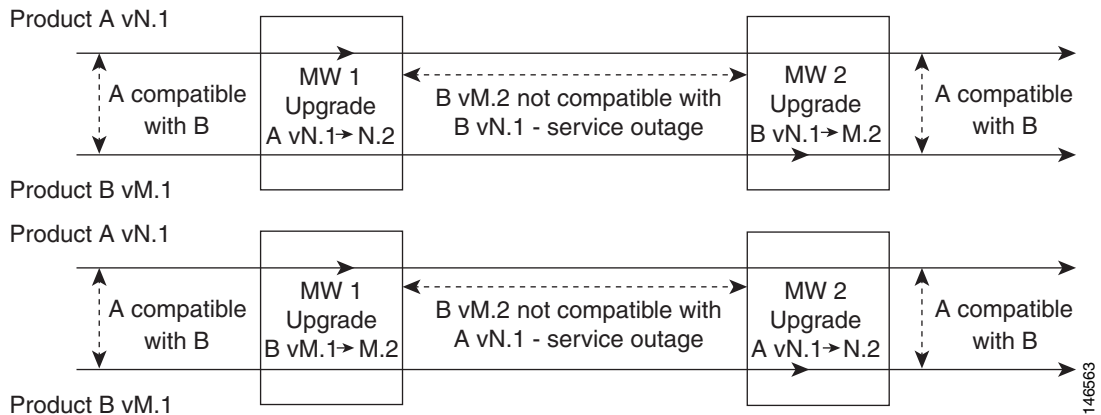 Product A vN.1
A compatible
with B
MW 1
Upgrade
A vN.1→ N.2
B vM.2 not compatible with
B vN.1 - service outage
MW 2
Upgrade
B vN.1→ M.2
A compatible
with B
Product B vM.1
Product A vN.1
A compatible
with B
MW 1
Upgrade
B vM.1→ M.2
B vM.2 not compatible with
A vN.1 - service outage
MW 2
Upgrade
A vN.1→ N.2
A compatible
with B
Product B vM.1
146563